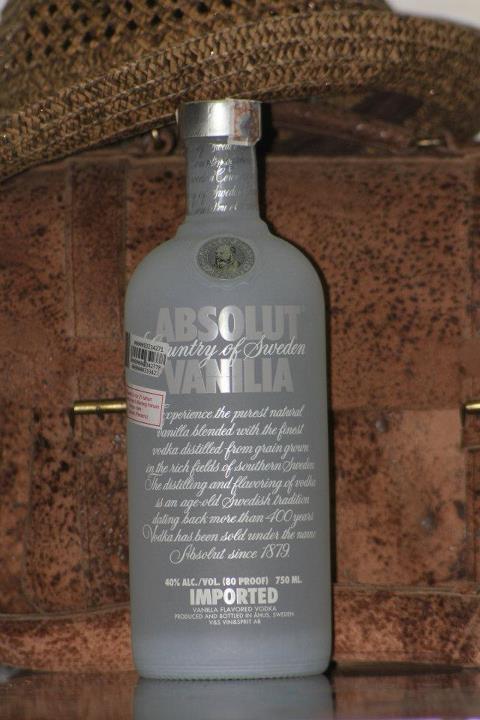 ABSOLUT
Country of Sweden
VANILIA
Experience the purest natural
vanilla blended with the finest
vodka distilled from grain grown
in the rich fields of southern Sweden
The distilling and flavoring of vodka
is an age-old Swedish tradition
dating back more than 400 years
Vodka has been sold under the name
Absolut since 1879.
40% ALC./VOL. (80 PROOF) 750 ML.
IMPORTED
VANILLA FLAVORED VODKA
PRODUCED AND BOTTLED IN ÅHUS, SWEDEN
V&S VIN&SPRIT AB